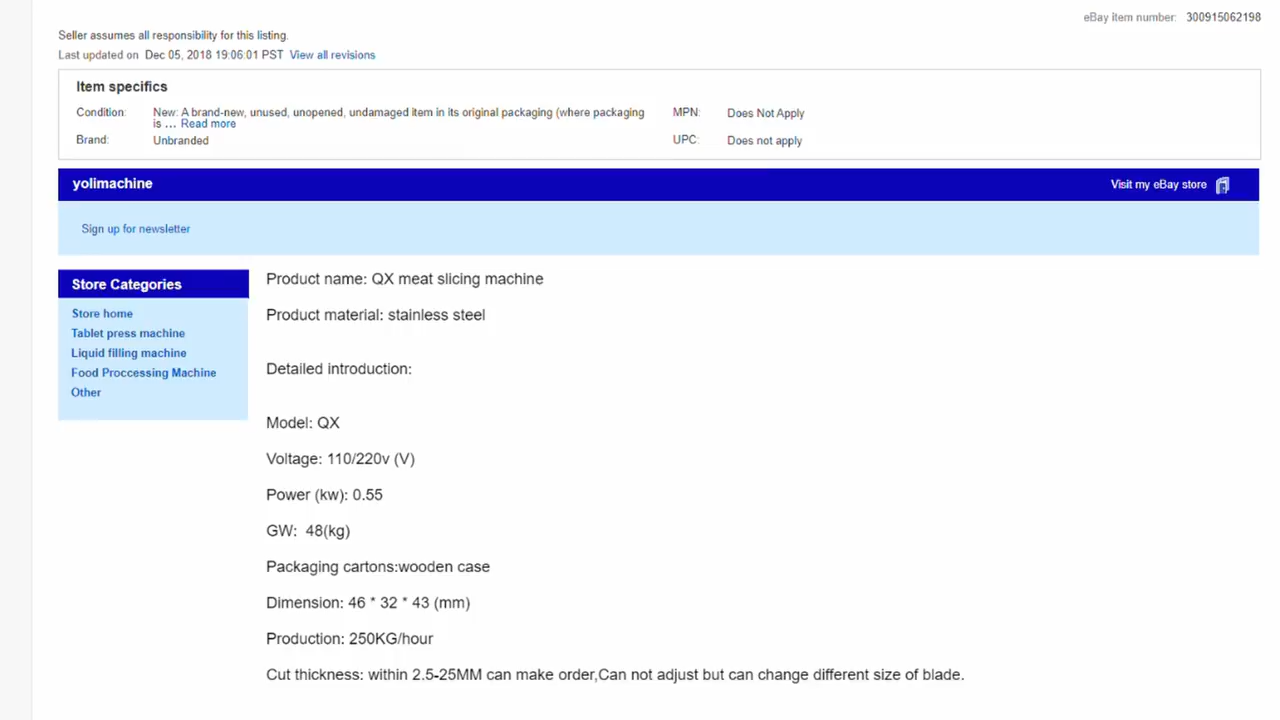 eBay item number: 300915062198
Seller assumes all responsibility for this listing.
Last updated on Dec 05, 2018 19:06:01 PST View all revisions
Item specifics
Condition: New: A brand-new, unused, unopened, undamaged item in its original packaging (where packaging
is ... Read more
MPN: Does Not Apply
Brand: Unbranded
UPC: Does not apply
yolimachine
Visit my eBay store
Sign up for newsletter
Store Categories
Store home
Tablet press machine
Liquid filling machine
Food Proccessing Machine
Other
Product name: QX meat slicing machine
Product material: stainless steel
Detailed introduction:
Model: QX
Voltage: 110/220v (V)
Power (kw): 0.55
GW: 48(kg)
Packaging cartons:wooden case
Dimension: 46 * 32 * 43 (mm)
Production: 250KG/hour
Cut thickness: within 2.5-25MM can make order,Can not adjust but can change different size of blade.